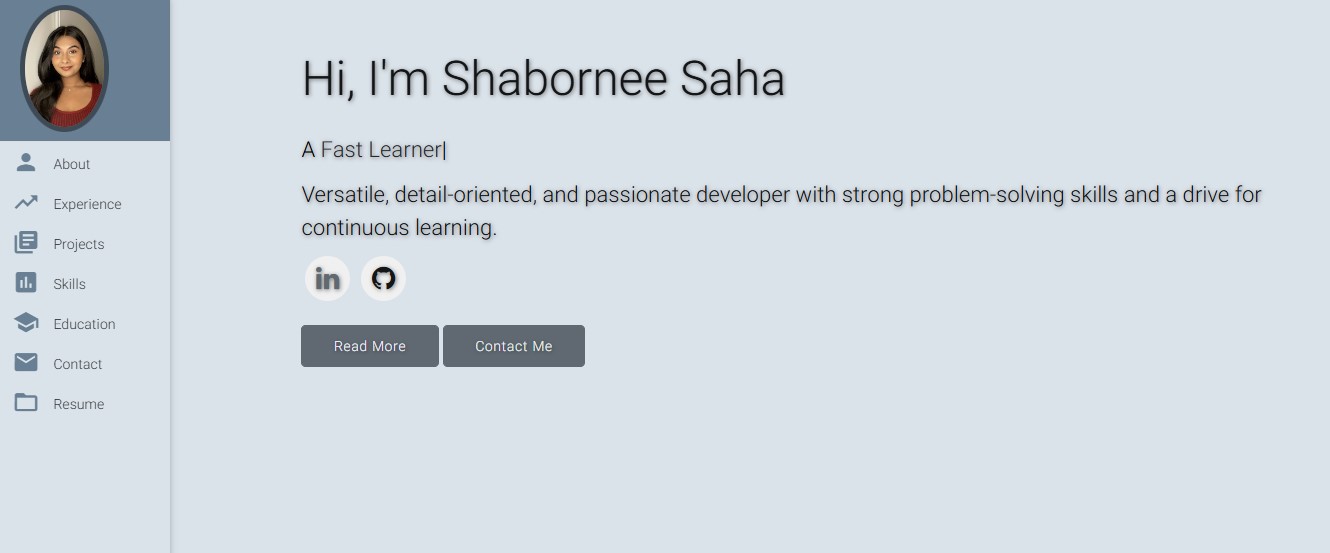 Hi, I'm Shabornee Saha
A Fast Learner|
About
Experience
Projects
Skills
Education
Contact
Resume
Versatile, detail-oriented, and passionate developer with strong problem-solving skills and a drive for
continuous learning.
in
Read More
Contact Me